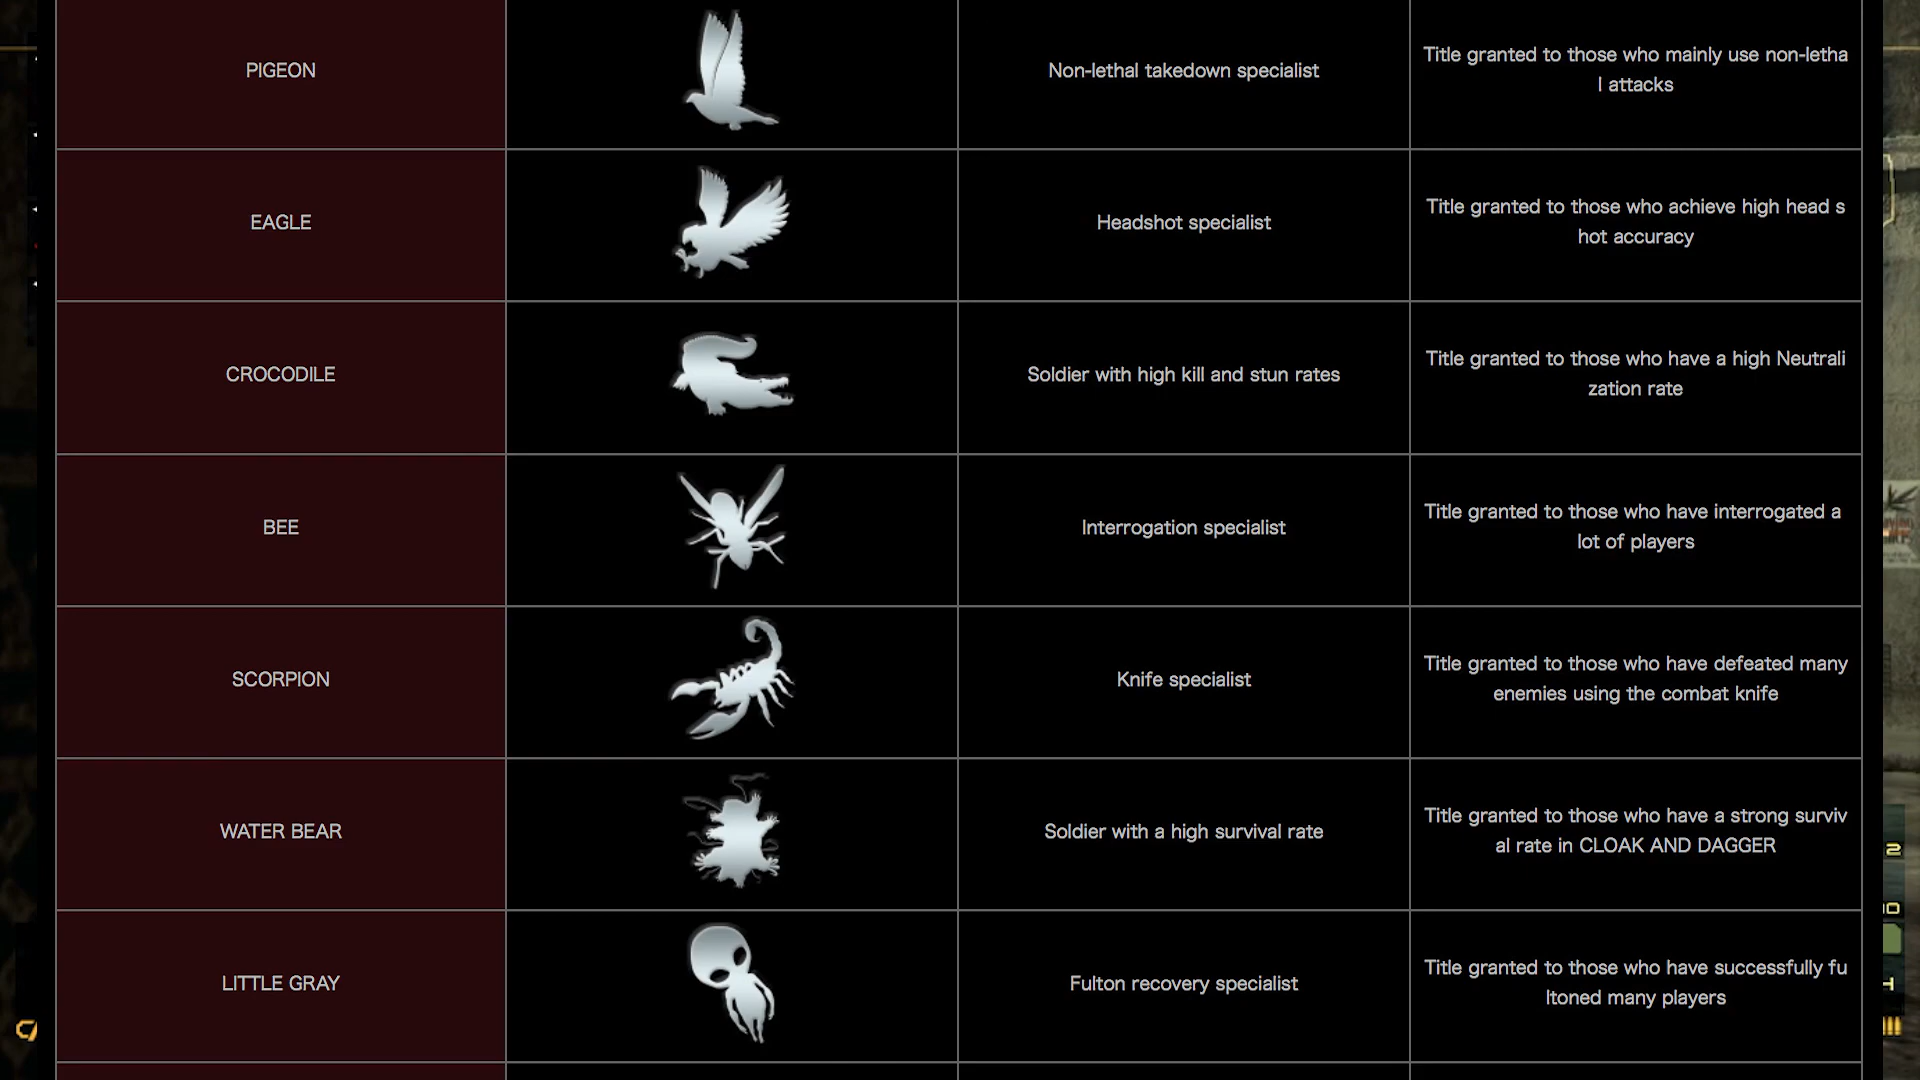 PIGEON
Non-lethal takedown specialist
Title granted to those who mainly use non-letha
l attacks
EAGLE
Headshot specialist
Title granted to those who achieve high head s
hot accuracy
CROCODILE
Soldier with high kill and stun rates
Title granted to those who have a high Neutrali
zation rate
BEE
Interrogation specialist
Title granted to those who have interrogated a
lot of players
SCORPION
Knife specialist
Title granted to those who have defeated many
enemies using the combat knife
WATER BEAR
Soldier with a high survival rate
Title granted to those who have a strong surviv
al rate in CLOAK AND DAGGER
2
LITTLE GRAY
Fulton recovery specialist
Title granted to those who have successfully fu
ltoned many players